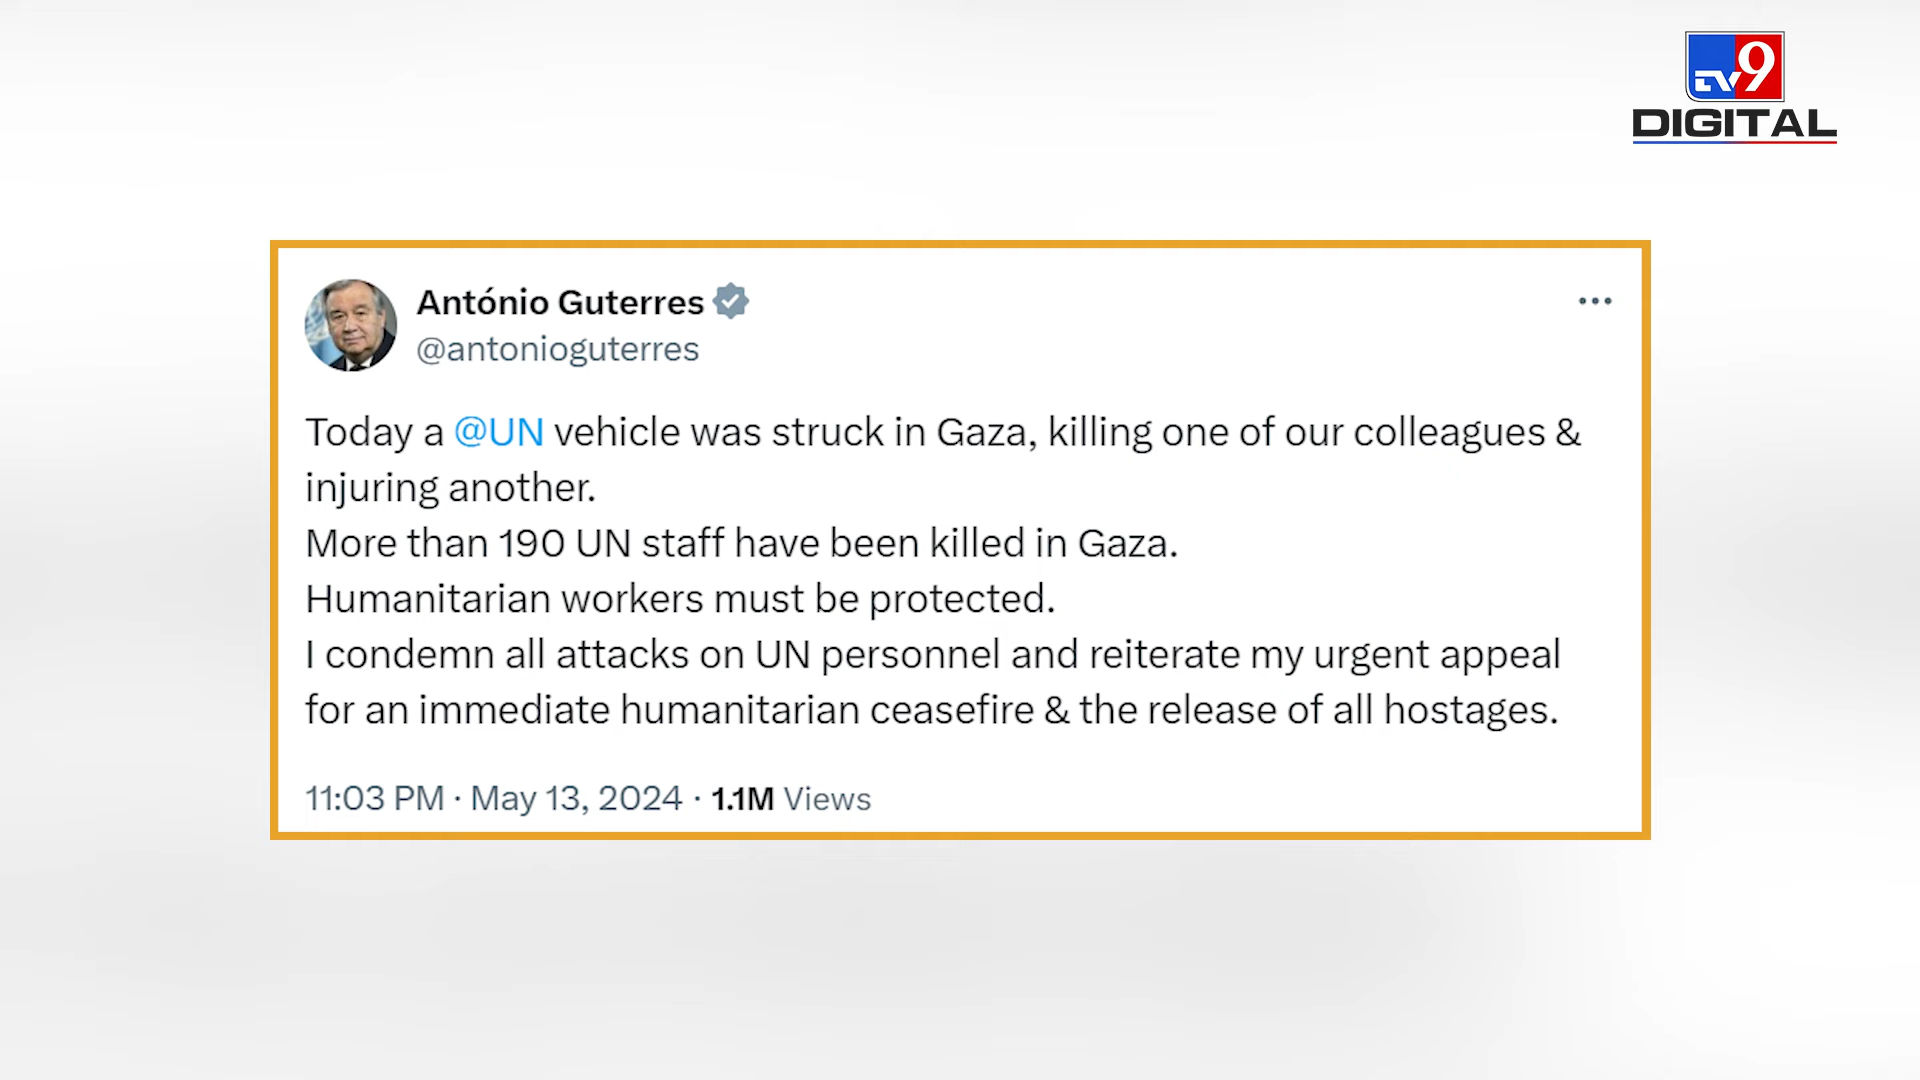 TV9
DIGITAL
António Guterres
@antonioguterres
Today a @UN vehicle was struck in Gaza, killing one of our colleagues &
injuring another.
More than 190 UN staff have been killed in Gaza.
Humanitarian workers must be protected.
I condemn all attacks on UN personnel and reiterate my urgent appeal
for an immediate humanitarian ceasefire & the release of all hostages.
11:03 PM · May 13, 2024 · 1.1M Views